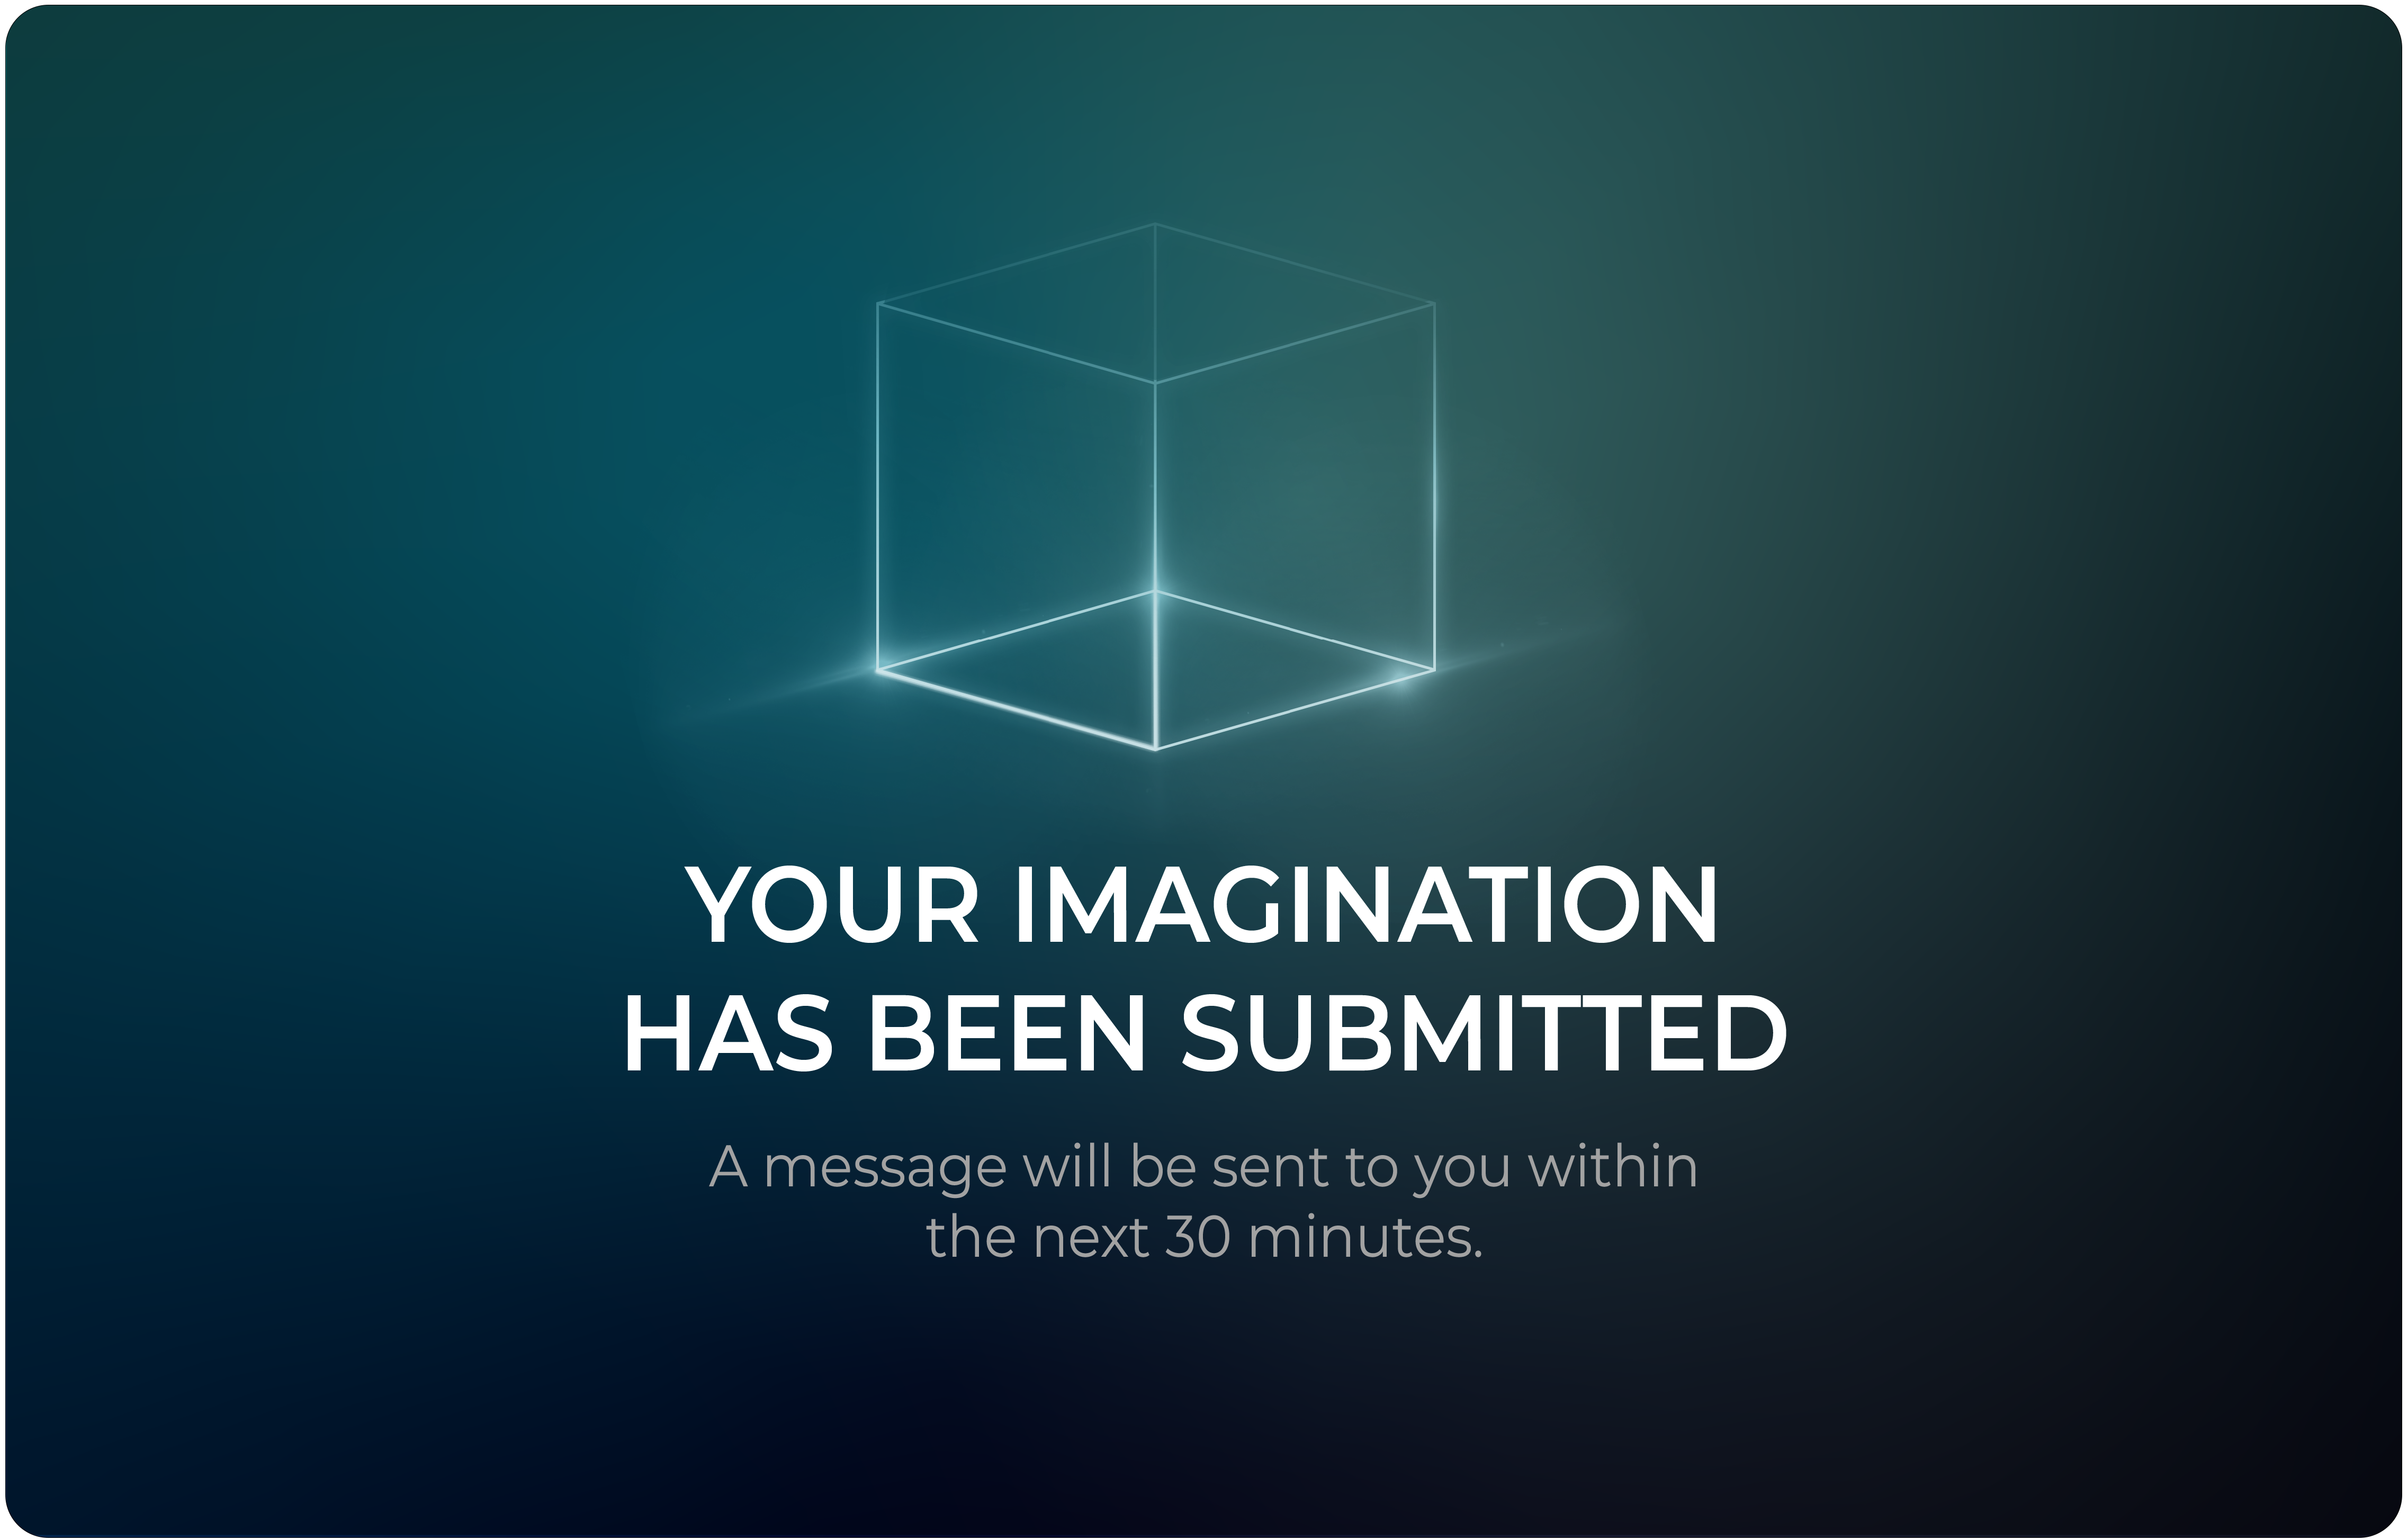 YOUR IMAGINATION
HAS BEEN SUBMITTED
A message will be sent to you within
the next 30 minutes.